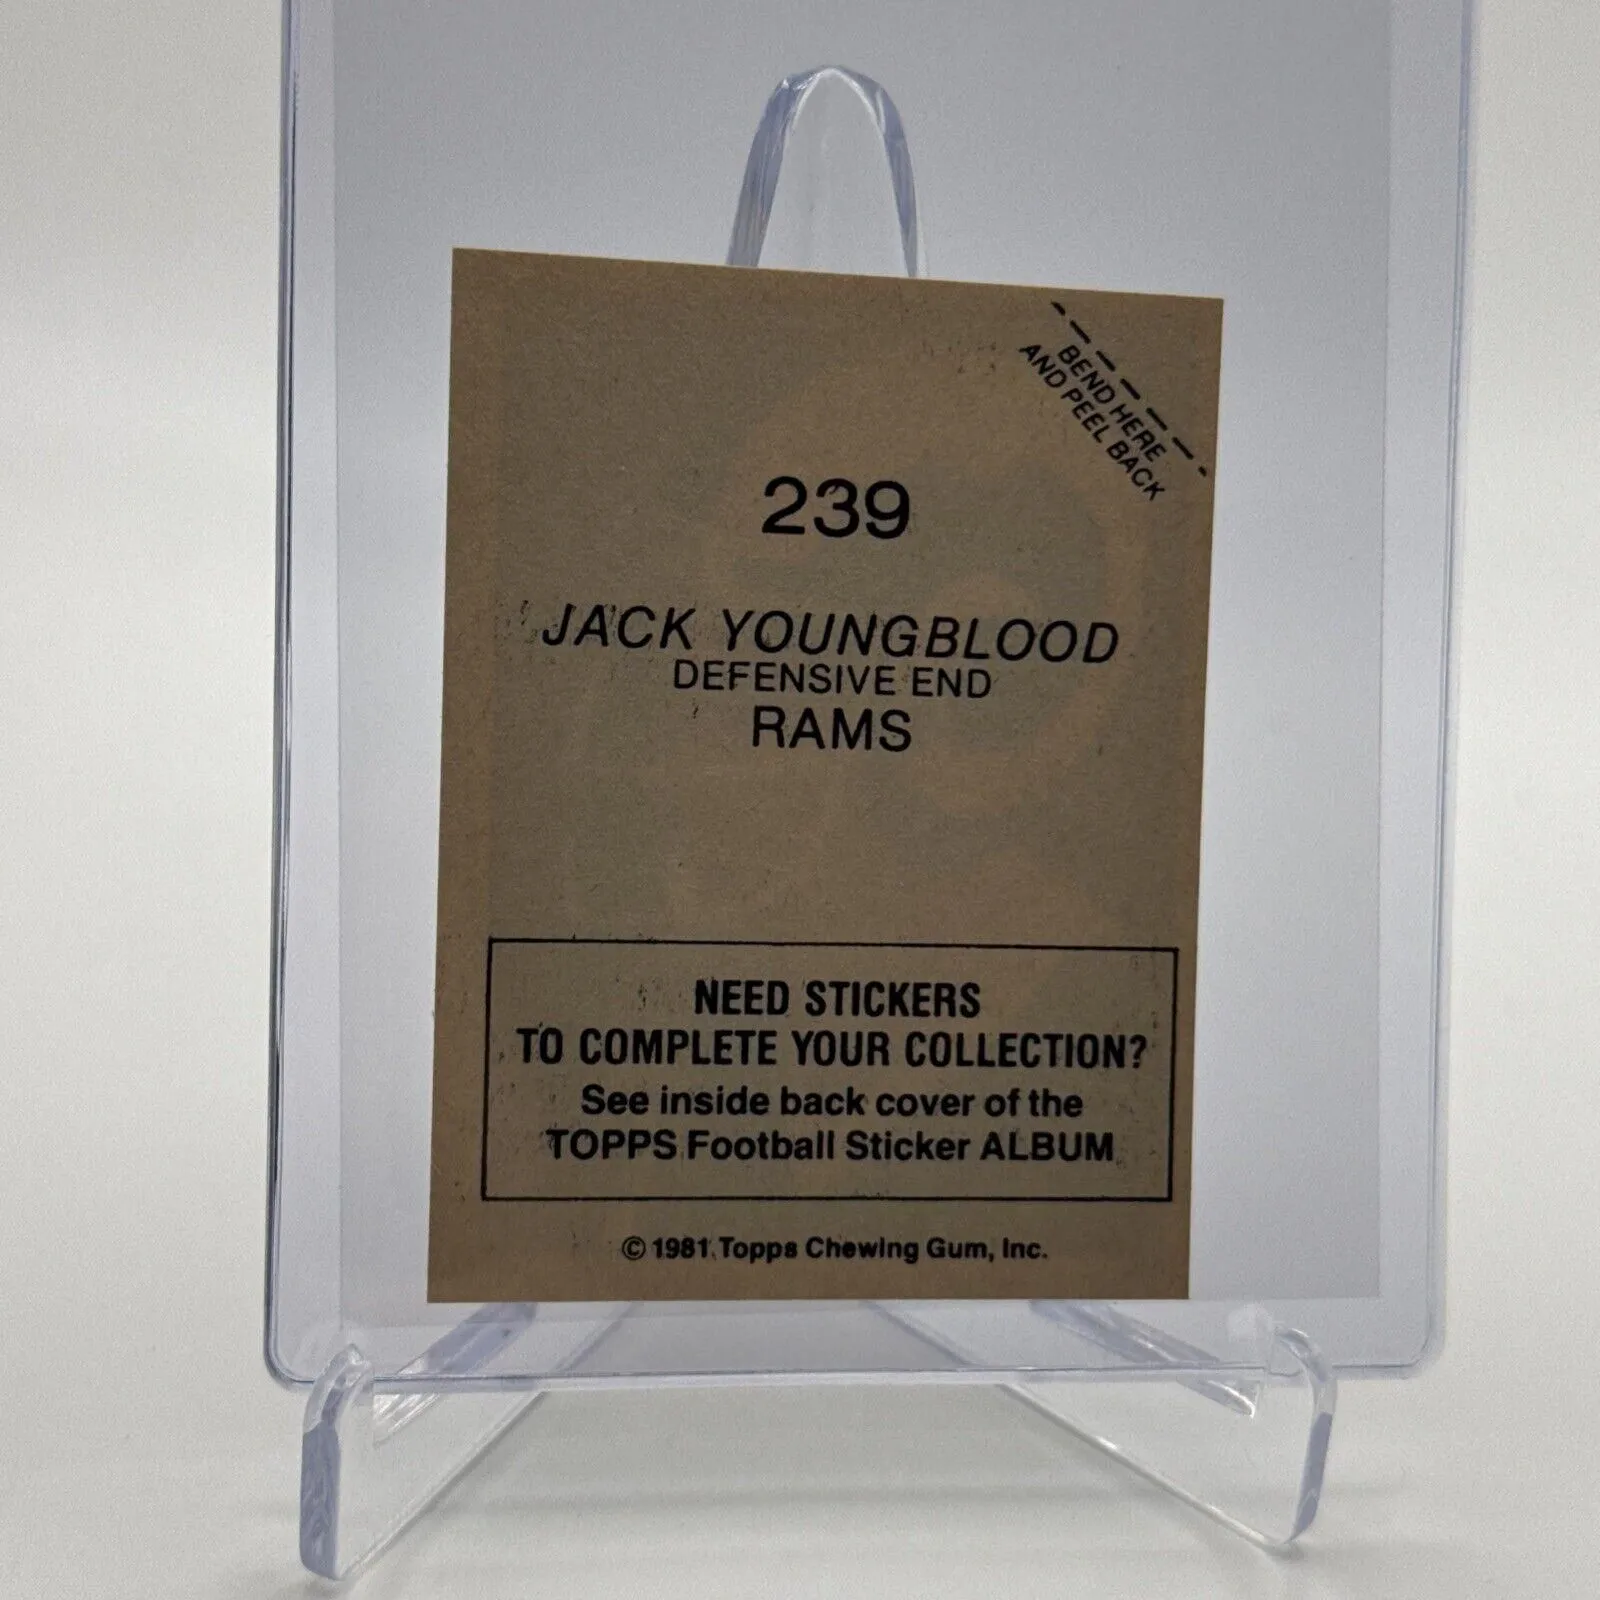 BEND HERE
AND PEEL BACK
239
JACK YOUNGBLOOD
DEFENSIVE END
RAMS
NEED STICKERS
TO COMPLETE YOUR COLLECTION?
See inside back cover of the
TOPPS Football Sticker ALBUM
© 1981 Topps Chewing Gum, Inc.